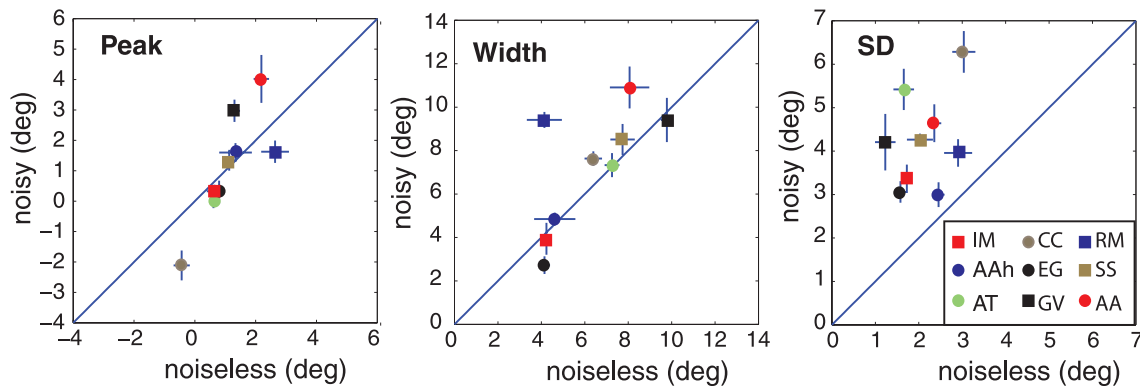 Peak
noisy (deg)
6
5
4
3
2
1
0
−1
−2
−3
−4
−4 −2 0 2 4 6
noiseless (deg)
Width
noisy (deg)
14
12
10
8
6
4
2
0
0 2 4 6 8 10 12 14
noiseless (deg)
SD
noisy (deg)
7
6
5
4
3
2
1
0
0 1 2 3 4 5 6 7
noiseless (deg)
IM CC RM
AAh EG SS
AT GV AA